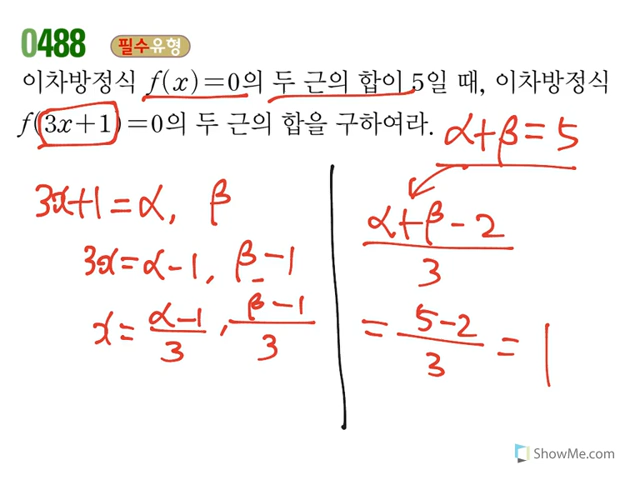 0488 필수유형
이차방정식 f(x)=0의 두 근의 합이 5일 때, 이차방정식
f(3x+1)=0의 두 근의 합을 구하여라.
α+β=5
3x+1=α, β
3x=α-1, β-1
x=(α-1)/3, (β-1)/3
(α+β-2)/3
=(5-2)/3=1
ShowMe.com